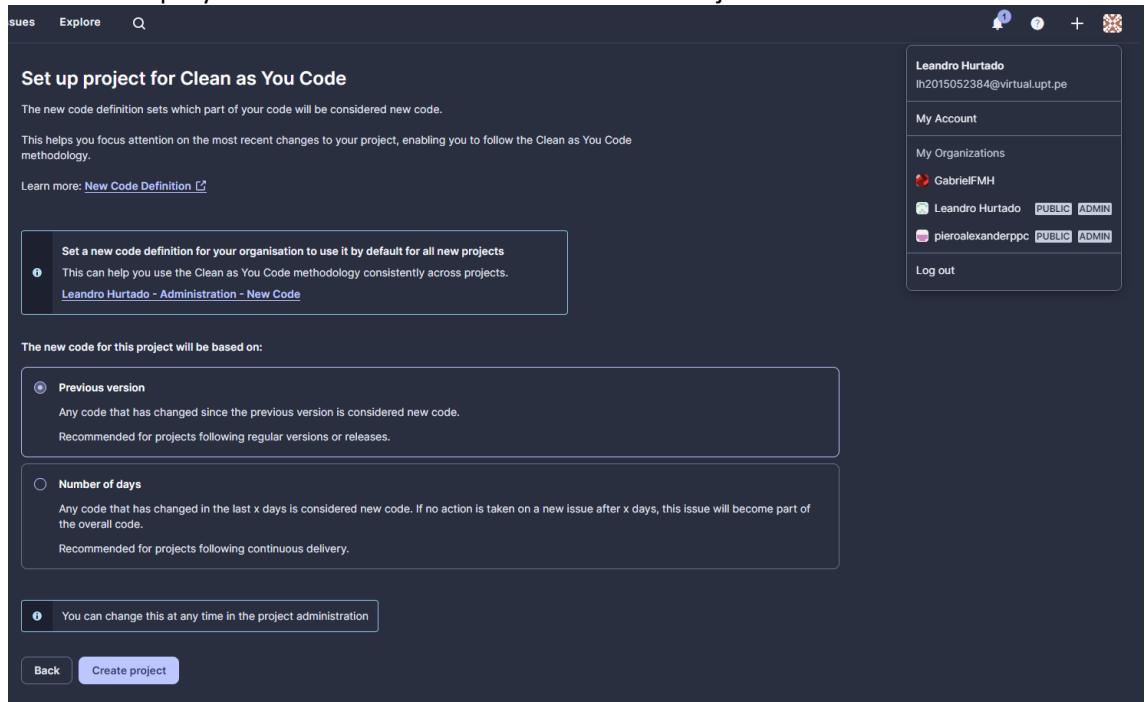 sues Explore
1
Set up project for Clean as You Code
The new code definition sets which part of your code will be considered new code.
This helps you focus attention on the most recent changes to your project, enabling you to follow the Clean as You Code
methodology.
Learn more: New Code Definition
Set a new code definition for your organisation to use it by default for all new projects
This can help you use the Clean as You Code methodology consistently across projects.
Leandro Hurtado - Administration - New Code
The new code for this project will be based on:
Previous version
Any code that has changed since the previous version is considered new code.
Recommended for projects following regular versions or releases.
Number of days
Any code that has changed in the last x days is considered new code. If no action is taken on a new issue after x days, this issue will become part of
the overall code.
Recommended for projects following continuous delivery.
You can change this at any time in the project administration
Back Create project
Leandro Hurtado
lh2015052384@virtual.upt.pe
My Account
My Organizations
GabrielFMH
Leandro Hurtado PUBLIC ADMIN
pieroalexanderppc PUBLIC ADMIN
Log out